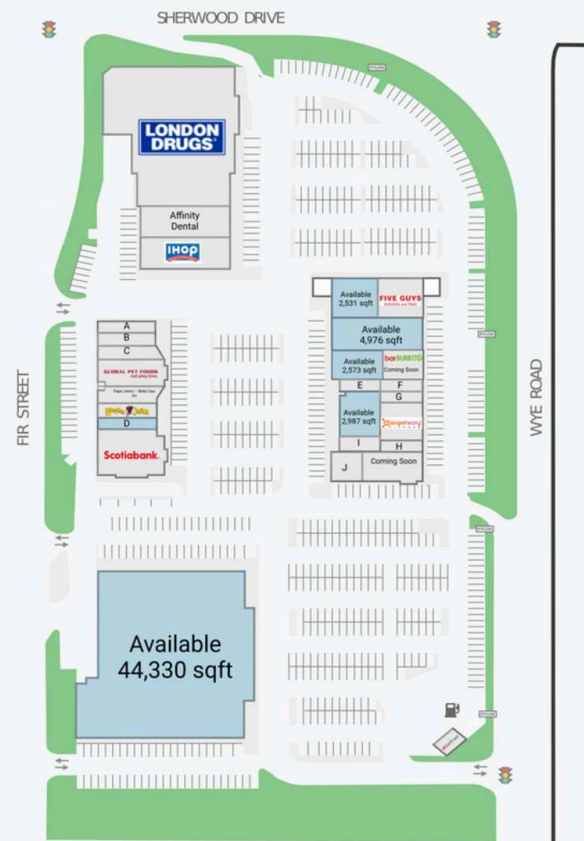 SHERWOOD DRIVE
LONDON
DRUGS
Affinity
Dental
IHOP
Available
2,531 sqft
FIVE GUYS
Available
4,976 sqft
Available
2,573 sqft
barBURRITO
Coming Soon
E
F
G
Available
2,987 sqft
orangetheory
I
H
J
Coming Soon
A
B
C
GLOBAL PET FOODS
D
Scotiabank
Available
44,330 sqft
FIR STREET
WYE ROAD